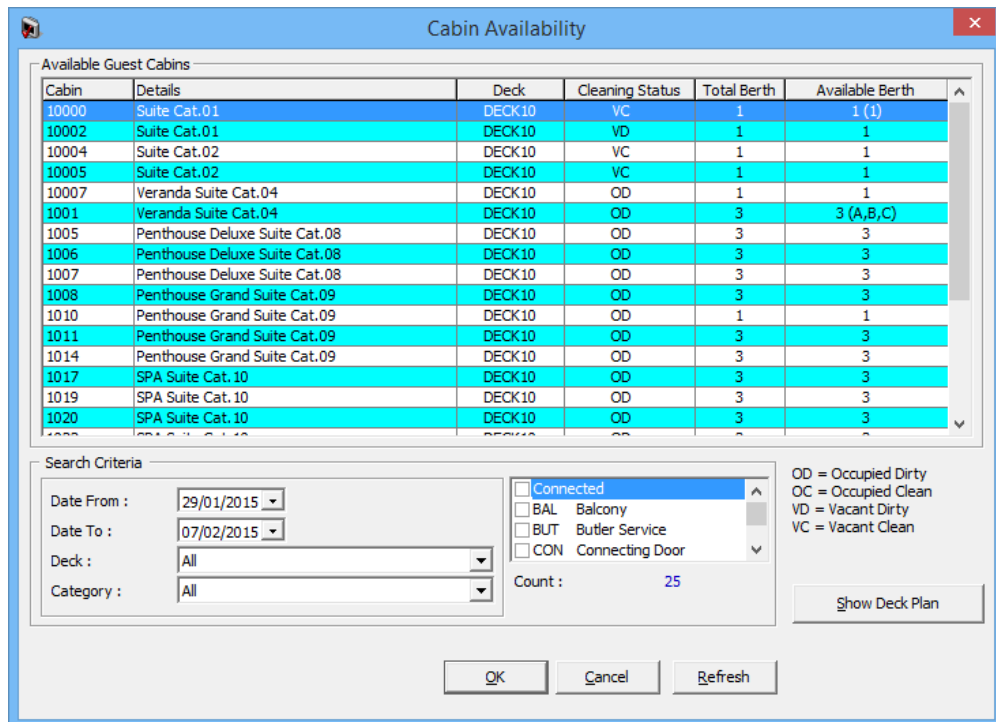 Cabin Availability
Available Guest Cabins
Cabin Details Deck Cleaning Status Total Berth Available Berth
10000 Suite Cat.01 DECK10 VC 1 1 (1)
10002 Suite Cat.01 DECK10 VD 1 1
10004 Suite Cat.02 DECK10 VC 1 1
10005 Suite Cat.02 DECK10 VC 1 1
10007 Veranda Suite Cat.04 DECK10 OD 1 1
1001 Veranda Suite Cat.04 DECK10 OD 3 3 (A,B,C)
1005 Penthouse Deluxe Suite Cat.08 DECK10 OD 3 3
1006 Penthouse Deluxe Suite Cat.08 DECK10 OD 3 3
1007 Penthouse Deluxe Suite Cat.08 DECK10 OD 3 3
1008 Penthouse Grand Suite Cat.09 DECK10 OD 3 3
1010 Penthouse Grand Suite Cat.09 DECK10 OD 1 1
1011 Penthouse Grand Suite Cat.09 DECK10 OD 3 3
1014 Penthouse Grand Suite Cat.09 DECK10 OD 3 3
1017 SPA Suite Cat.10 DECK10 OD 3 3
1019 SPA Suite Cat.10 DECK10 OD 3 3
1020 SPA Suite Cat.10 DECK10 OD 3 3
Search Criteria
Date From : 29/01/2015
Date To : 07/02/2015
Deck : All
Category : All
Connected
BAL Balcony
BUT Butler Service
CON Connecting Door
Count : 25
OD = Occupied Dirty
OC = Occupied Clean
VD = Vacant Dirty
VC = Vacant Clean
Show Deck Plan
OK Cancel Refresh